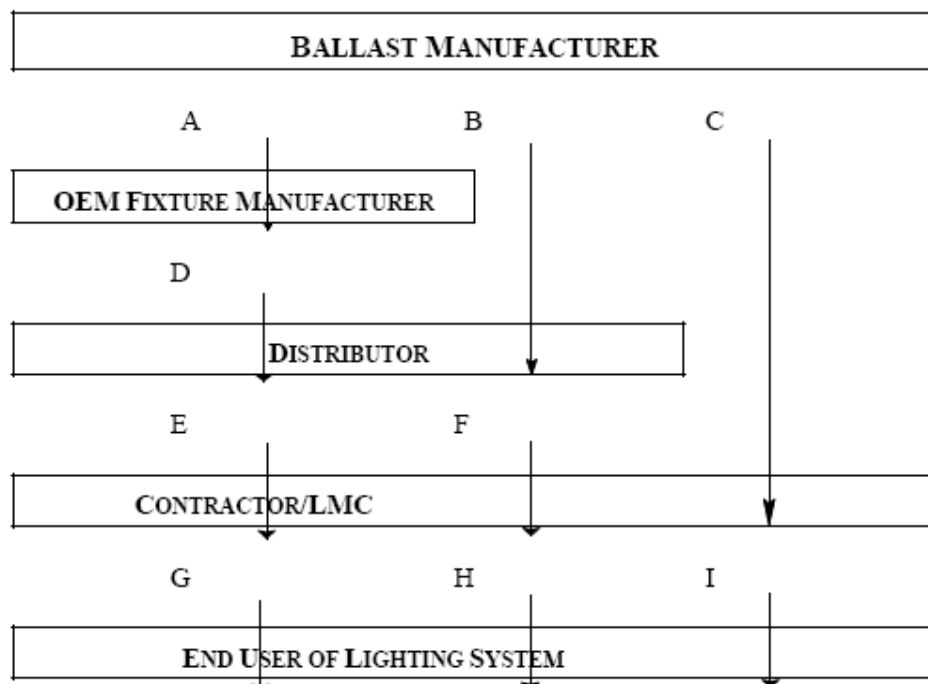 BALLAST MANUFACTURER
A B C
OEM FIXTURE MANUFACTURER
D
DISTRIBUTOR
E F
CONTRACTOR/LMC
G H I
END USER OF LIGHTING SYSTEM